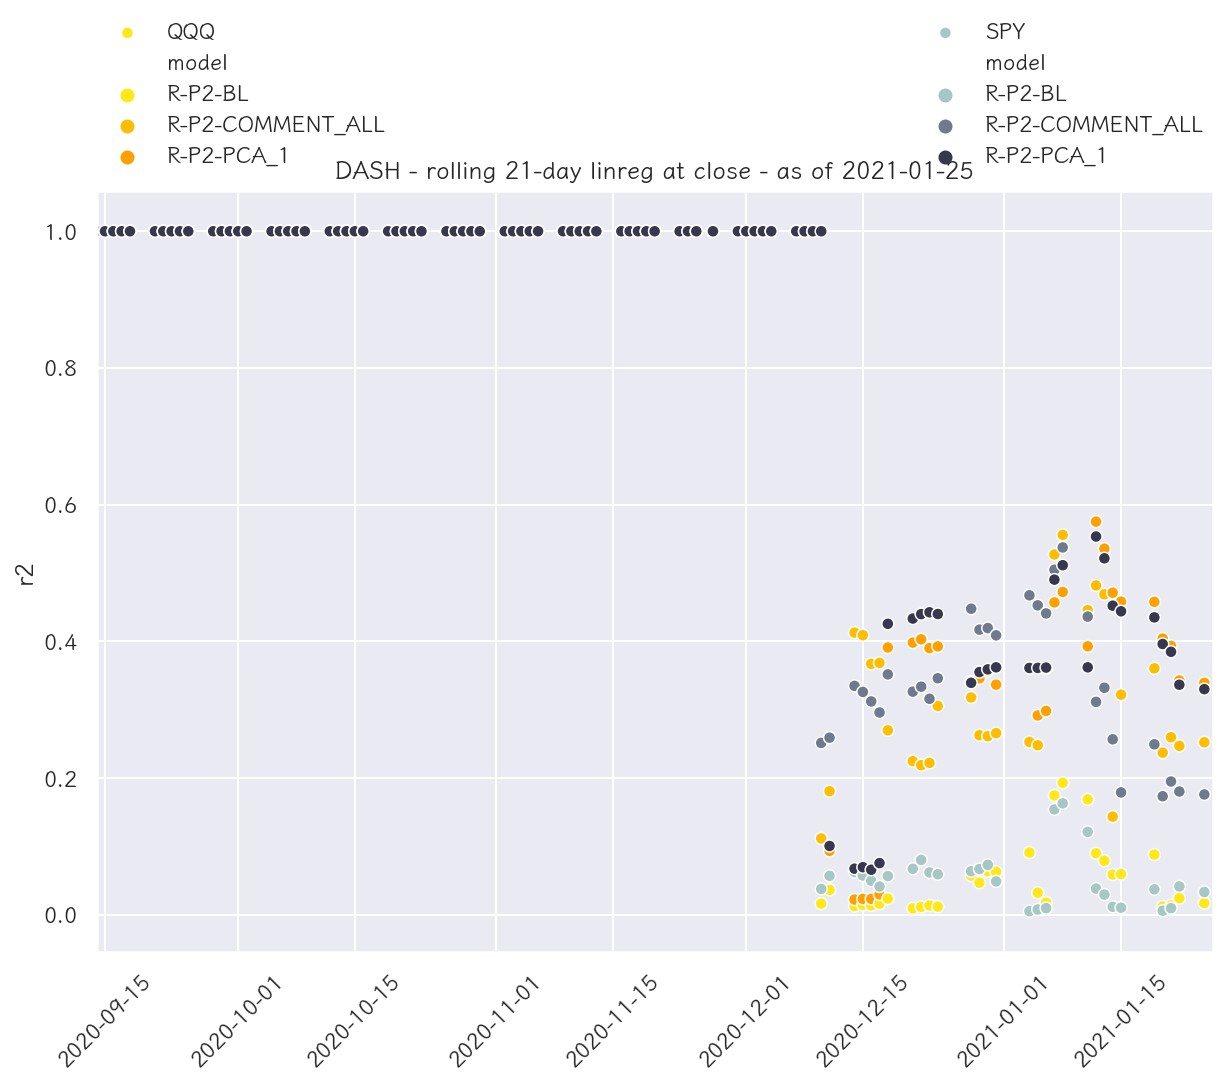 QQQ
model
R-P2-BL
R-P2-COMMENT_ALL
R-P2-PCA_1
SPY
model
R-P2-BL
R-P2-COMMENT_ALL
R-P2-PCA_1
DASH - rolling 21-day linreg at close - as of 2021-01-25
1.0
0.8
0.6
0.4
0.2
0.0
r2
2020-09-15
2020-10-01
2020-10-15
2020-11-01
2020-11-15
2020-12-01
2020-12-15
2021-01-01
2021-01-15